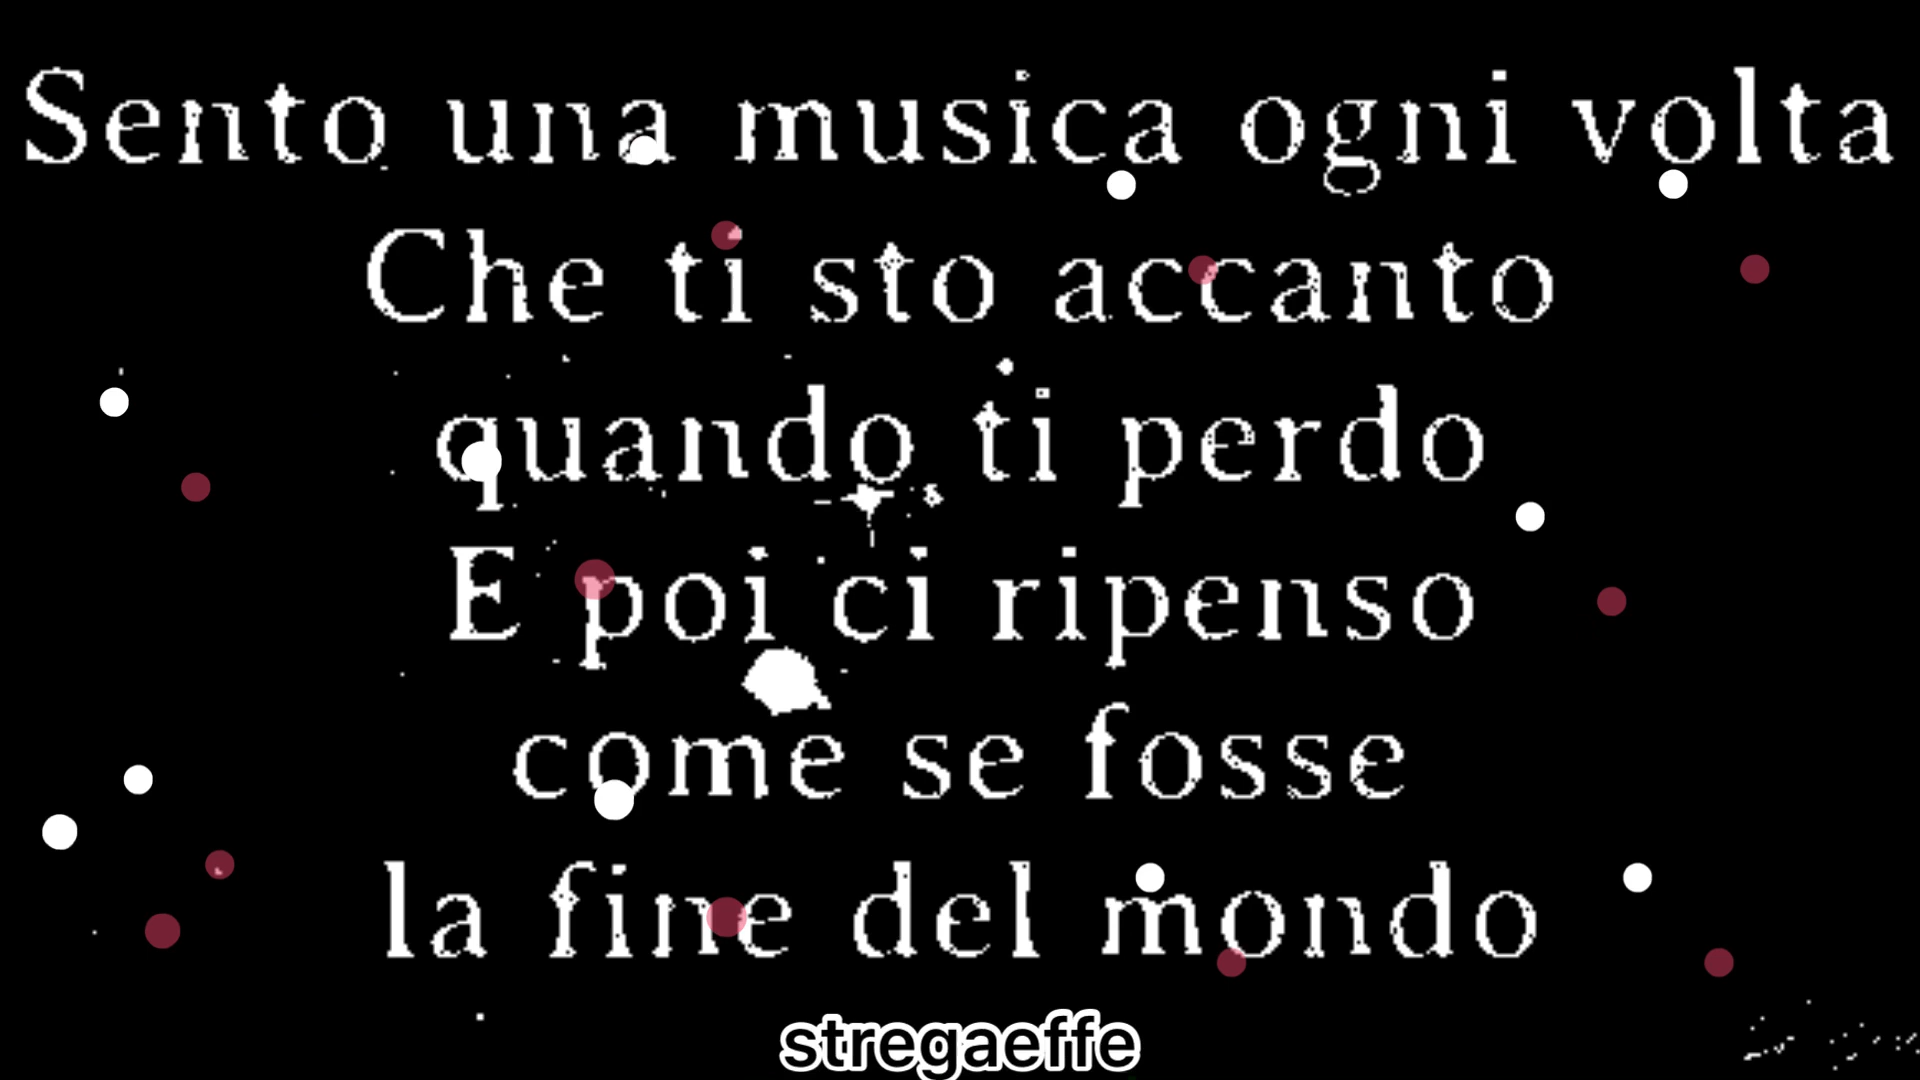 Sento una musica ogni volta
Che ti sto accanto
quando ti perdo
E poi ci ripenso
come se fosse
la fine del mondo
stregaeffe